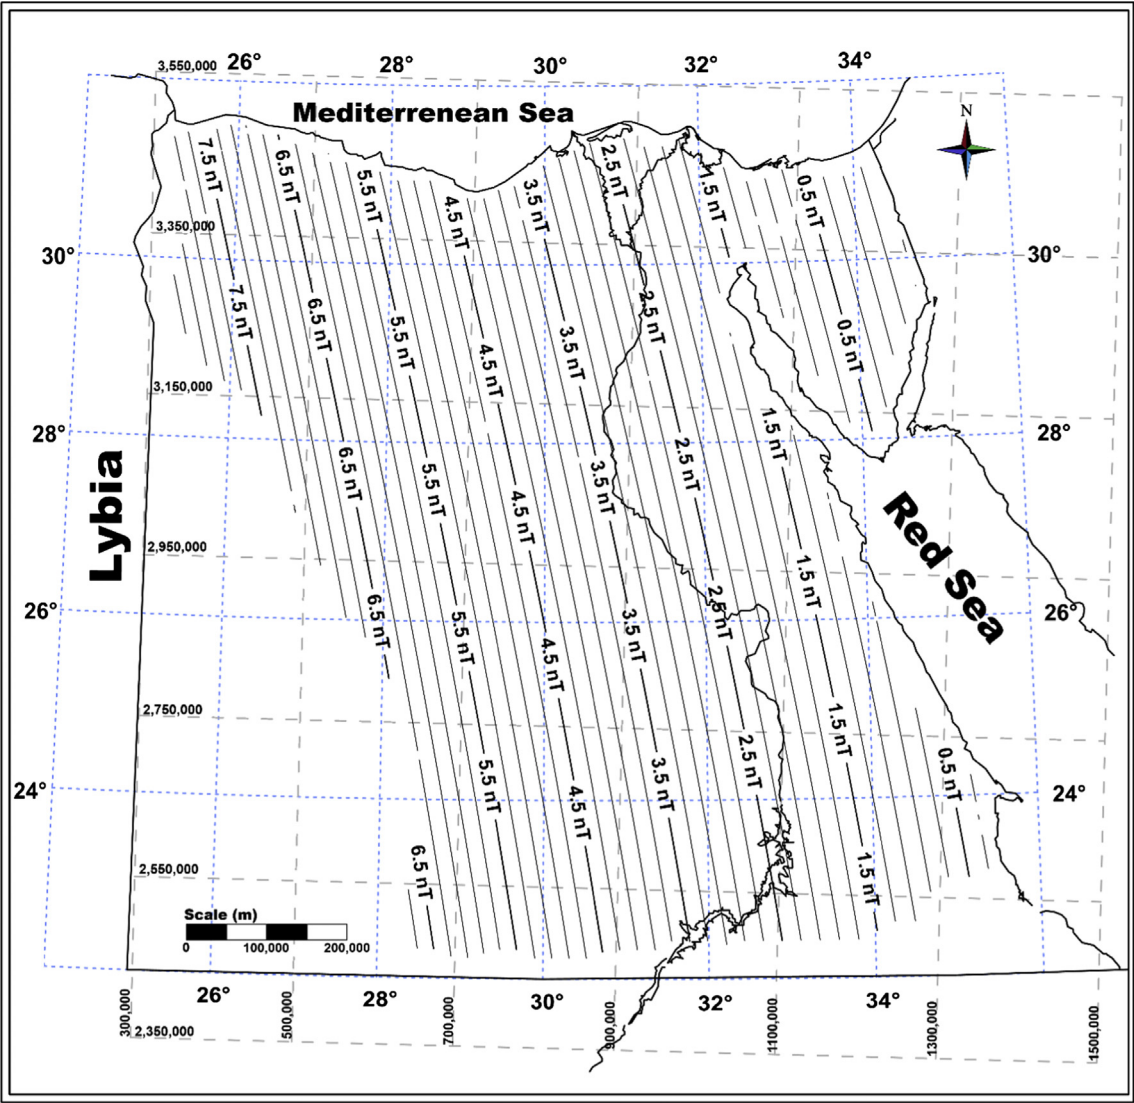 3,550,000
26° 28° 30° 32° 34°
Mediterrenean Sea
N
7.5 nT
6.5 nT
5.5 nT
4.5 nT
3.5 nT
2.5 nT
1.5 nT
0.5 nT
3,350,000
30° 30°
7.5 nT
6.5 nT
5.5 nT
4.5 nT
3.5 nT
2.5 nT
0.5 nT
3,150,000
28° 28°
1.5 nT
Lybia
6.5 nT
5.5 nT
4.5 nT
3.5 nT
2.5 nT
Red Sea
2,950,000
26° 26°
6.5 nT
5.5 nT
4.5 nT
3.5 nT
2.5 nT
1.5 nT
2,750,000
24° 24°
5.5 nT
4.5 nT
3.5 nT
2.5 nT
1.5 nT
0.5 nT
2,550,000
6.5 nT
1.5 nT
Scale (m)
0 100,000 200,000
26° 28° 30° 32° 34°
300,000
500,000
700,000
900,000
1100,000
1300,000
1500,000
2,350,000